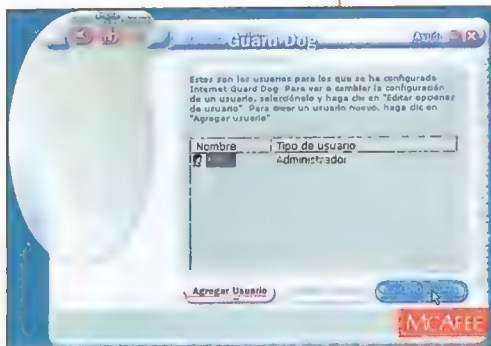 Guard Dog
Ayuda
Estos son los usuarios para los que se ha configurado
Internet Guard Dog. Para ver o cambiar la configuración
de un usuario, selecciónelo y haga clic en "Editar opciones
de usuario". Para crear un usuario nuevo, haga clic en
"Agregar usuario"
Nombre Tipo de usuario
Administrador
Agregar Usuario
MCAFEE